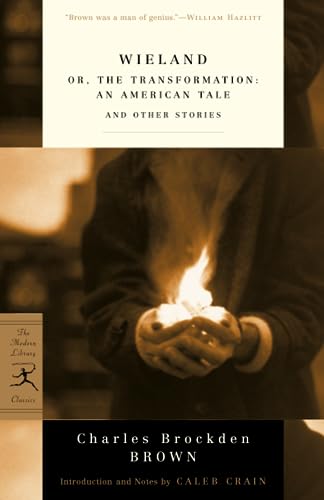 "Brown was a man of genius."—WILLIAM HAZLITT
WIELAND
OR, THE TRANSFORMATION:
AN AMERICAN TALE
AND OTHER STORIES
The
Modern
Library
Classics
Charles Brockden
BROWN
Introduction and Notes by CALEB CRAIN